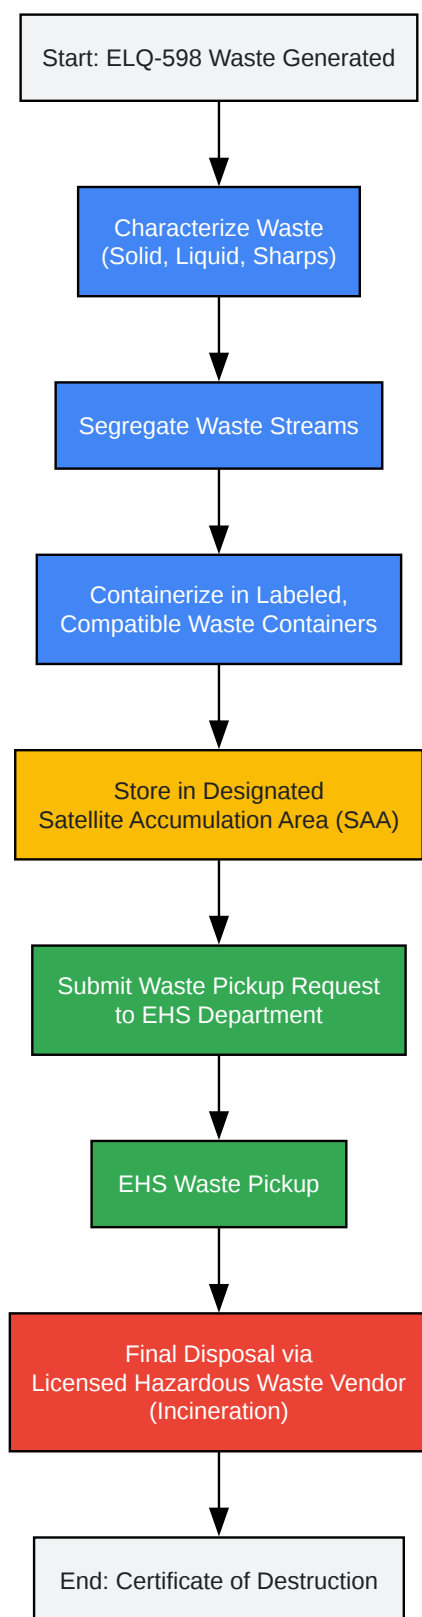 Start: ELQ-598 Waste Generated
Characterize Waste
(Solid, Liquid, Sharps)
Segregate Waste Streams
Containerize in Labeled,
Compatible Waste Containers
Store in Designated
Satellite Accumulation Area (SAA)
Submit Waste Pickup Request
to EHS Department
EHS Waste Pickup
Final Disposal via
Licensed Hazardous Waste Vendor
(Incineration)
End: Certificate of Destruction